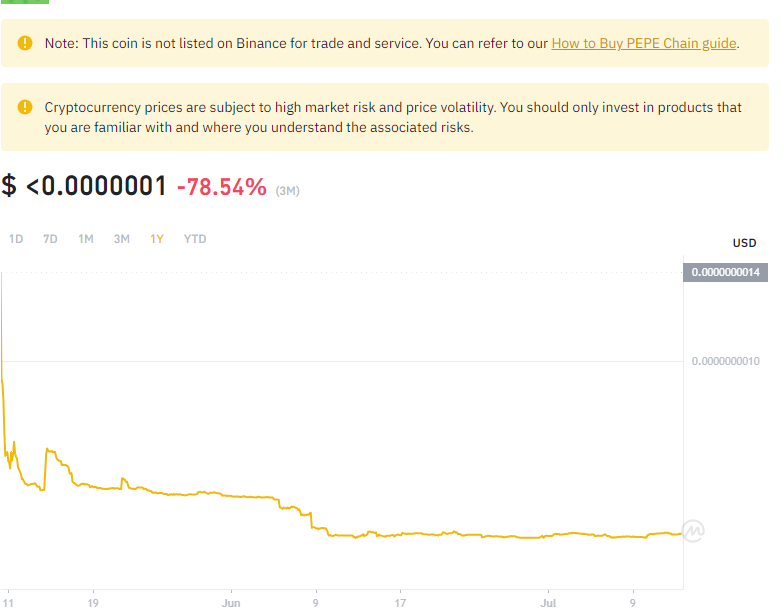 Note: This coin is not listed on Binance for trade and service. You can refer to our How to Buy PEPE Chain guide.
Cryptocurrency prices are subject to high market risk and price volatility. You should only invest in products that
you are familiar with and where you understand the associated risks.
$ <0.0000001 -78.54% (3M)
1D 7D 1M 3M 1Y YTD
USD
0.0000000014
0.0000000010
11 19 Jun 9 17 Jul 9